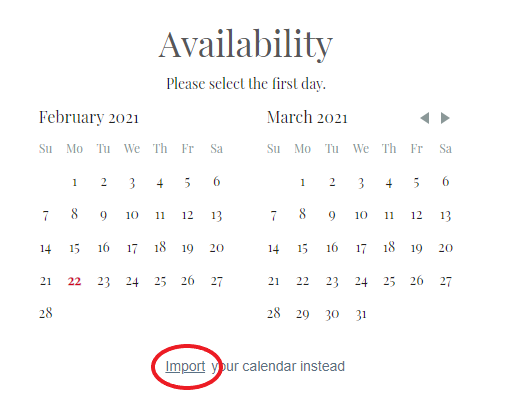 Availability
Please select the first day.
February 2021 March 2021
Su Mo Tu We Th Fr Sa Su Mo Tu We Th Fr Sa
1 2 3 4 5 6 1 2 3 4 5 6
7 8 9 10 11 12 13 7 8 9 10 11 12 13
14 15 16 17 18 19 20 14 15 16 17 18 19 20
21 22 23 24 25 26 27 21 22 23 24 25 26 27
28 28 29 30 31
Import your calendar instead